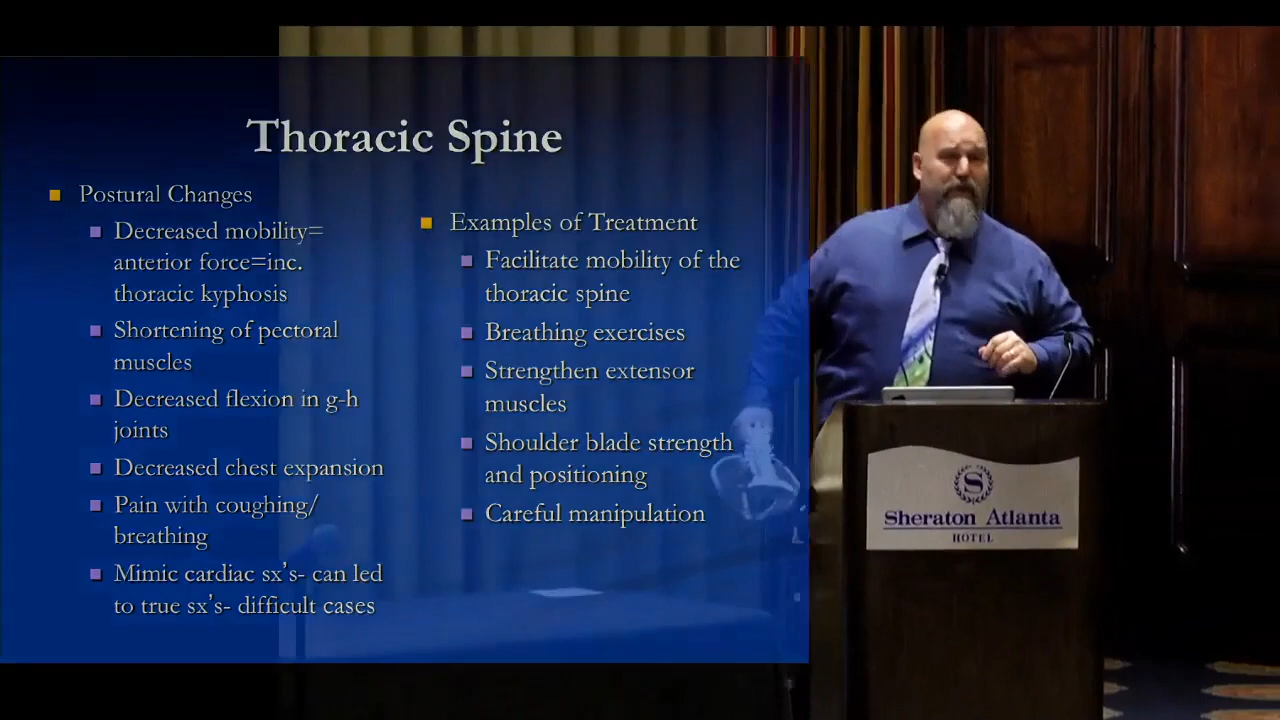 Thoracic Spine
Postural Changes
Decreased mobility=
anterior force=inc.
thoracic kyphosis
Shortening of pectoral
muscles
Decreased flexion in g-h
joints
Decreased chest expansion
Pain with coughing/
breathing
Mimic cardiac sx's- can led
to true sx's- difficult cases
Examples of Treatment
Facilitate mobility of the
thoracic spine
Breathing exercises
Strengthen extensor
muscles
Shoulder blade strength
and positioning
Careful manipulation
S
Sheraton Atlanta
HOTEL